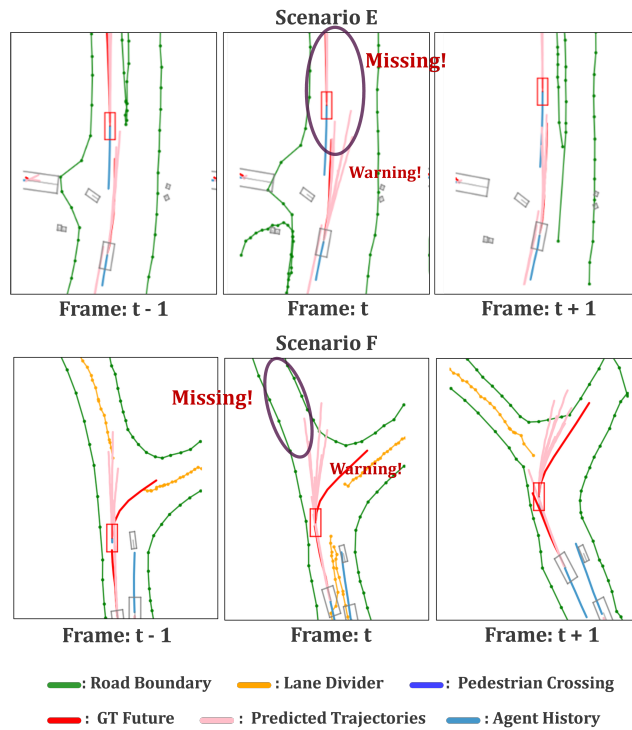 Scenario E
Missing!
Warning!
Frame: t - 1
Frame: t
Frame: t + 1
Scenario F
Missing!
Warning!
Frame: t - 1
Frame: t
Frame: t + 1
: Road Boundary : Lane Divider : Pedestrian Crossing
: GT Future : Predicted Trajectories : Agent History